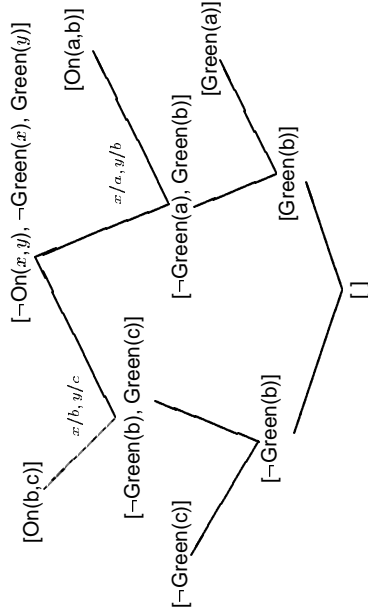 [¬On(x,y), ¬Green(x), Green(y)]
[On(b,c)]
x/b, y/c
x/a, y/b
[On(a,b)]
[¬Green(b), Green(c)]
[¬Green(a), Green(b)]
[¬Green(c)]
[Green(a)]
[¬Green(b)]
[Green(b)]
[ ]